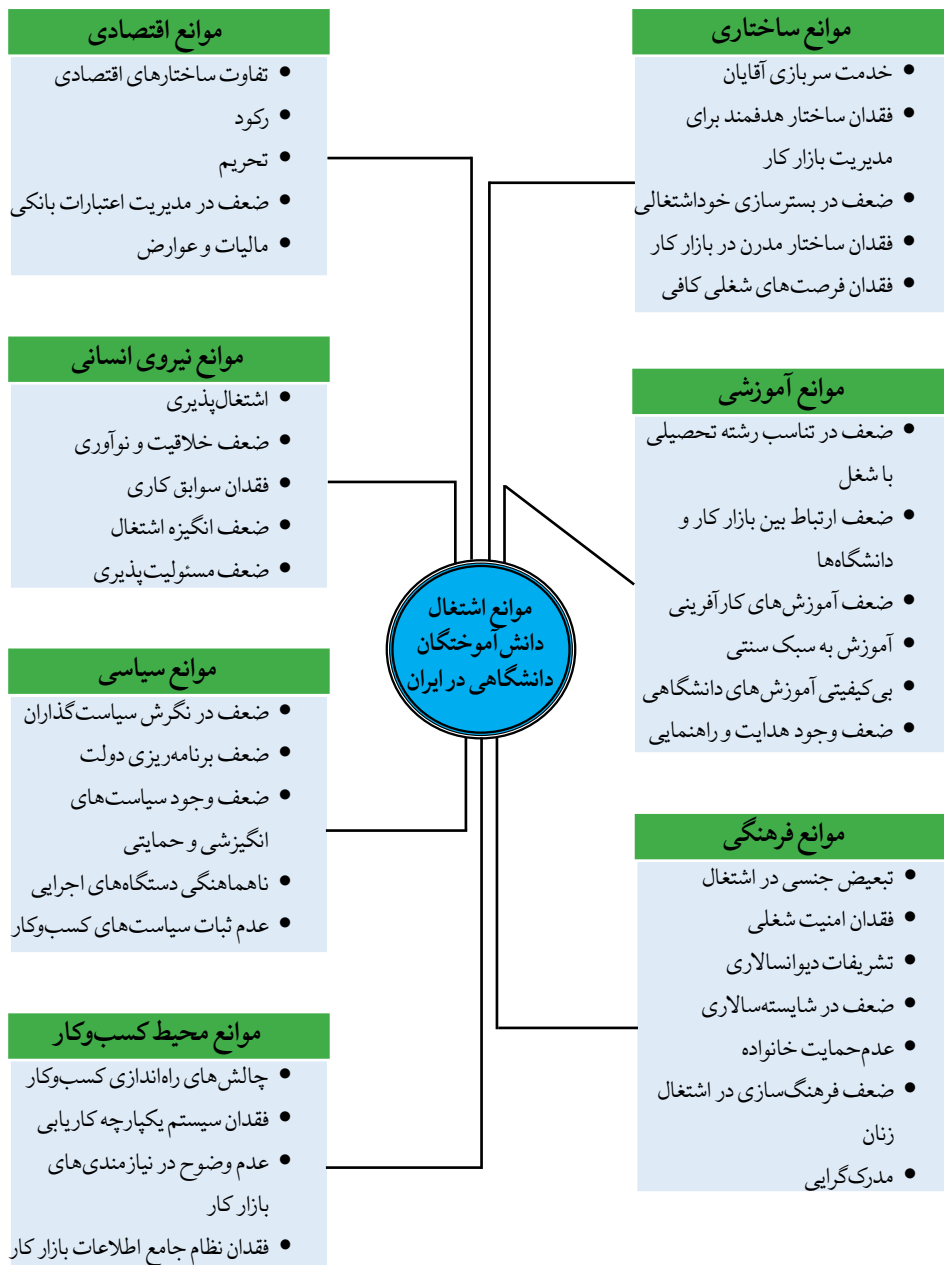 موانع ساختاری
• خدمت سربازی آقایان
• فقدان ساختار هدفمند برای
مدیریت بازار کار
• ضعف در بسترسازی خوداشتغالی
• فقدان ساختار مدرن در بازار کار
• فقدان فرصت‌های شغلی کافی
موانع آموزشی
• ضعف در تناسب رشته تحصیلی
با شغل
• ضعف ارتباط بین بازار کار و
دانشگاه‌ها
• ضعف آموزش‌های کارآفرینی
• آموزش به سبک سنتی
• بی‌کیفیتی آموزش‌های دانشگاهی
• ضعف وجود هدایت و راهنمایی
موانع فرهنگی
• تبعیض جنسی در اشتغال
• فقدان امنیت شغلی
• تشریفات دیوانسالاری
• ضعف در شایسته‌سالاری
• عدم‌حمایت خانواده
• ضعف فرهنگ‌سازی در اشتغال
زنان
• مدرک‌گرایی
موانع اشتغال
دانش‌آموختگان
دانشگاهی در ایران
موانع اقتصادی
• تفاوت ساختارهای اقتصادی
• رکود
• تحریم
• ضعف در مدیریت اعتبارات بانکی
• مالیات و عوارض
موانع نیروی انسانی
• اشتغال‌پذیری
• ضعف خلاقیت و نوآوری
• فقدان سوابق کاری
• ضعف انگیزه اشتغال
• ضعف مسئولیت‌پذیری
موانع سیاسی
• ضعف در نگرش سیاست‌گذاران
• ضعف برنامه‌ریزی دولت
• ضعف وجود سیاست‌های
انگیزشی و حمایتی
• ناهماهنگی دستگاه‌های اجرایی
• عدم ثبات سیاست‌های کسب‌وکار
موانع محیط کسب‌وکار
• چالش‌های راه‌اندازی کسب‌وکار
• فقدان سیستم یکپارچه کاریابی
• عدم وضوح در نیازمندی‌های
بازار کار
• فقدان نظام جامع اطلاعات بازار کار